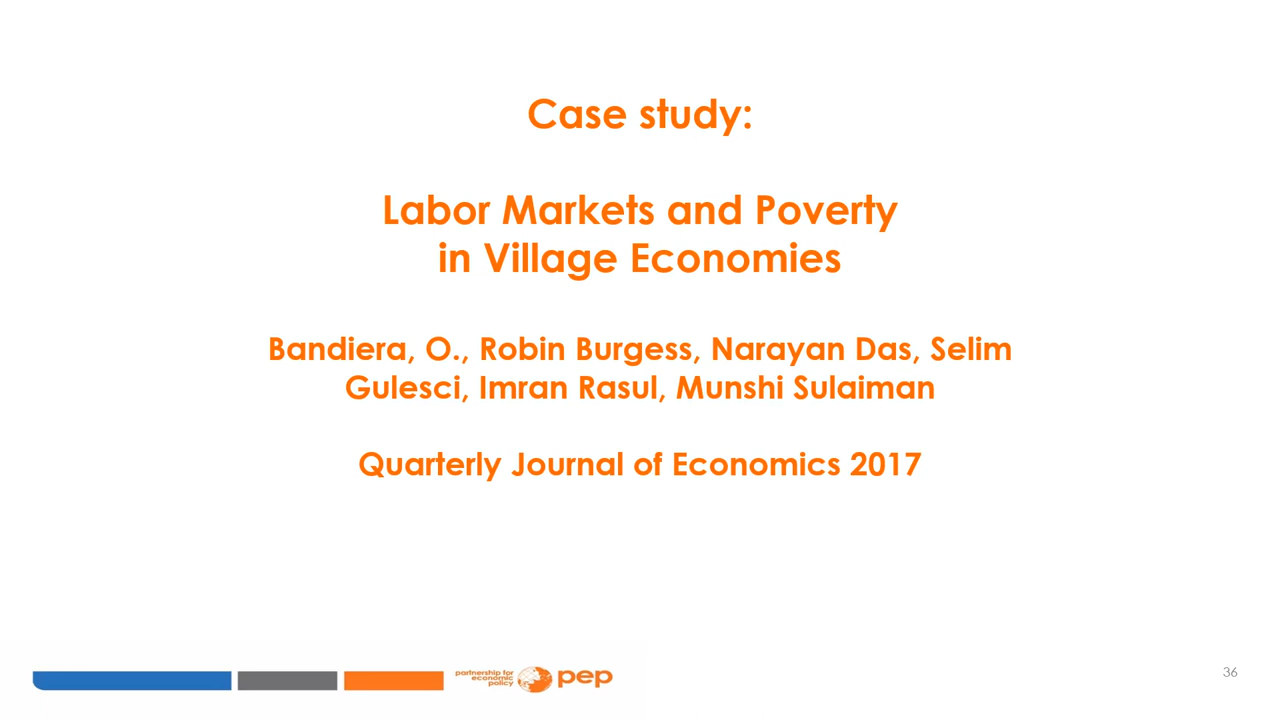 Case study:
Labor Markets and Poverty
in Village Economies
Bandiera, O., Robin Burgess, Narayan Das, Selim
Gulesci, Imran Rasul, Munshi Sulaiman
Quarterly Journal of Economics 2017
partnership for
economic
policy
pep
36